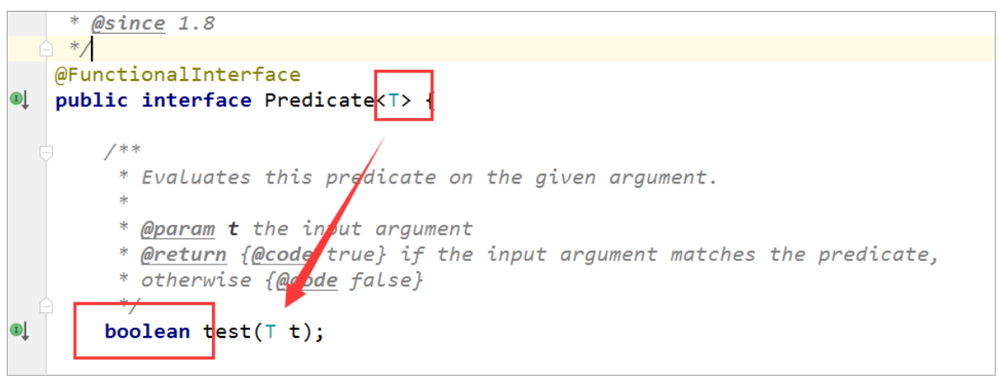 * @since 1.8
*/
@FunctionalInterface
public interface Predicate<T> {
/**
* Evaluates this predicate on the given argument.
*
* @param t the input argument
* @return {@code true} if the input argument matches the predicate,
* otherwise {@code false}
*/
boolean test(T t);